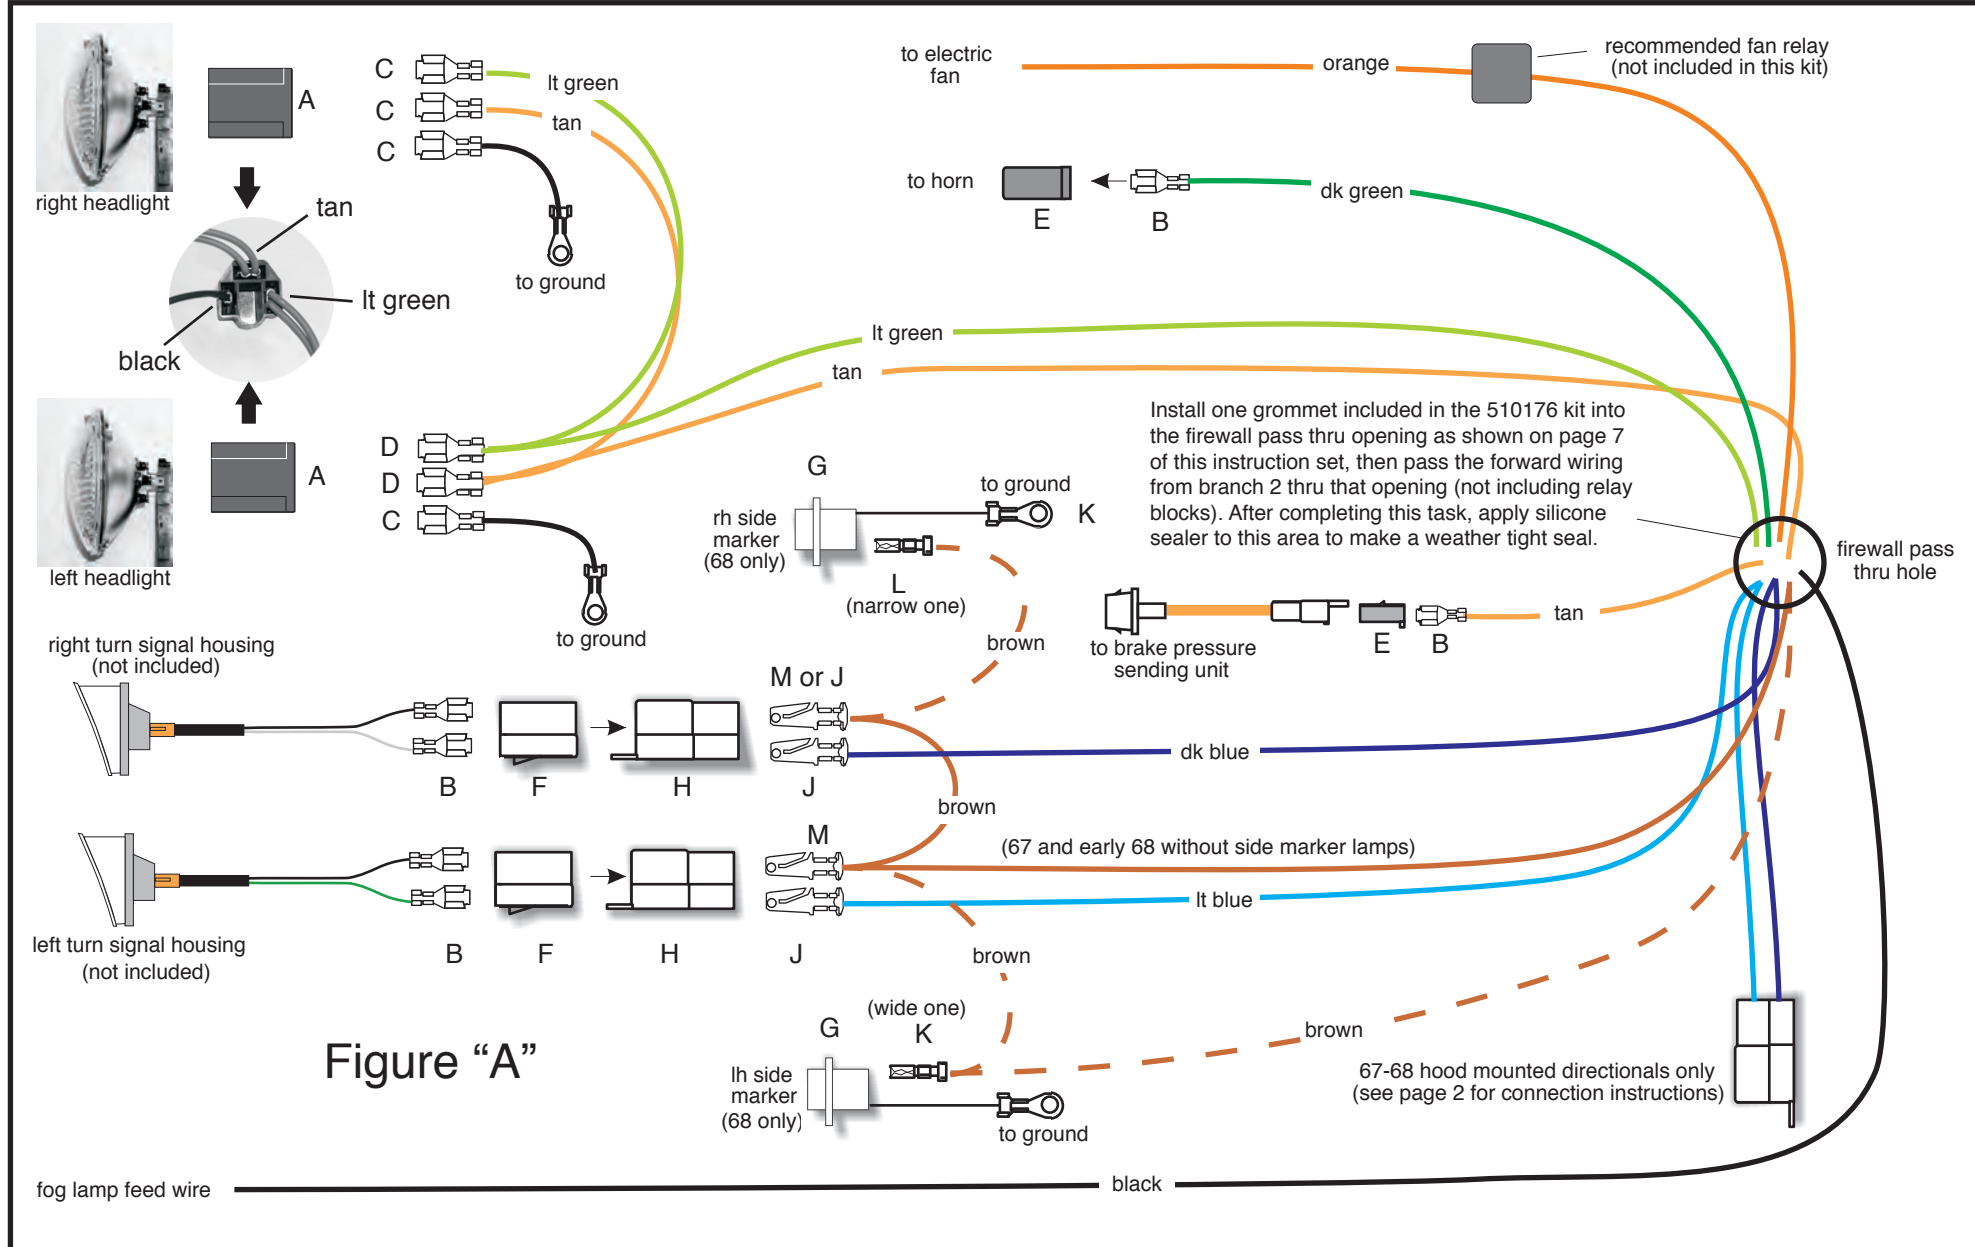 right headlight
A
C
C
C
lt green
tan
to ground
tan
lt green
black
left headlight
A
D
D
C
to ground
to electric
fan
orange
recommended fan relay
(not included in this kit)
to horn
E
B
dk green
lt green
tan
Install one grommet included in the 510176 kit into
the firewall pass thru opening as shown on page 7
of this instruction set, then pass the forward wiring
from branch 2 thru that opening (not including relay
blocks). After completing this task, apply silicone
sealer to this area to make a weather tight seal.
firewall pass
thru hole
G
rh side
marker
(68 only)
to ground
K
L
(narrow one)
brown
to brake pressure
sending unit
E
B
tan
right turn signal housing
(not included)
B
F
H
M or J
J
dk blue
brown
left turn signal housing
(not included)
B
F
H
M
J
(67 and early 68 without side marker lamps)
lt blue
brown
(wide one)
K
G
lh side
marker
(68 only)
to ground
brown
67-68 hood mounted directionals only
(see page 2 for connection instructions)
Figure “A”
fog lamp feed wire
black